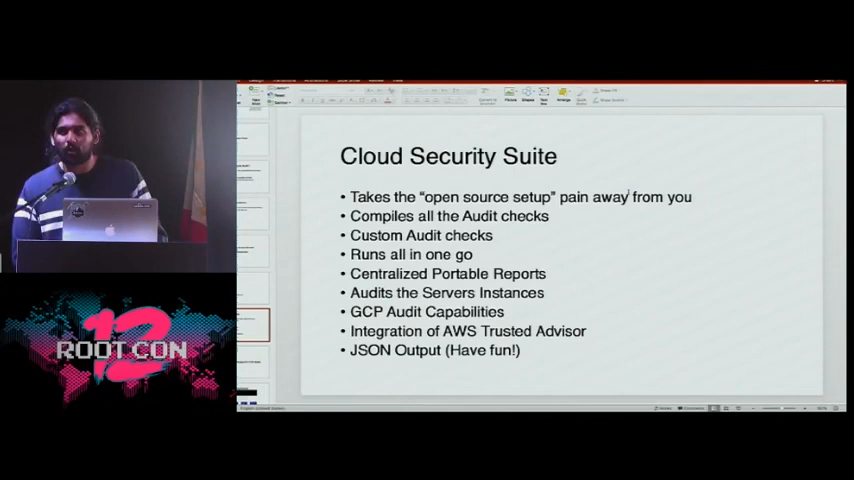 Cloud Security Suite
• Takes the “open source setup” pain away from you
• Compiles all the Audit checks
• Custom Audit checks
• Runs all in one go
• Centralized Portable Reports
• Audits the Servers Instances
• GCP Audit Capabilities
• Integration of AWS Trusted Advisor
• JSON Output (Have fun!)
12
ROOTCON